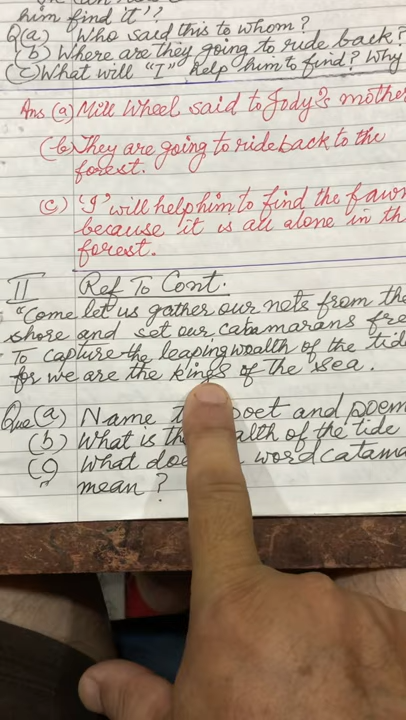 him find it'?
Q(a) Who said this to whom?
(b) Where are they going to ride back?
(c) What will "I" help him to find? Why
Ans (a) Mill Wheel said to Jody's mother
(b) They are going to ride back to the
forest.
(c) 'I' will help him to find the fawn
because it is all alone in the
forest.
II Ref To Cont.
"Come let us gather our nets from the
shore and set our catamarans free
To capture the leaping wealth of the tide
for we are the kings of the sea.
Que (a) Name poet and poem
(b) What is the of the tide
(c) What word catama
mean?